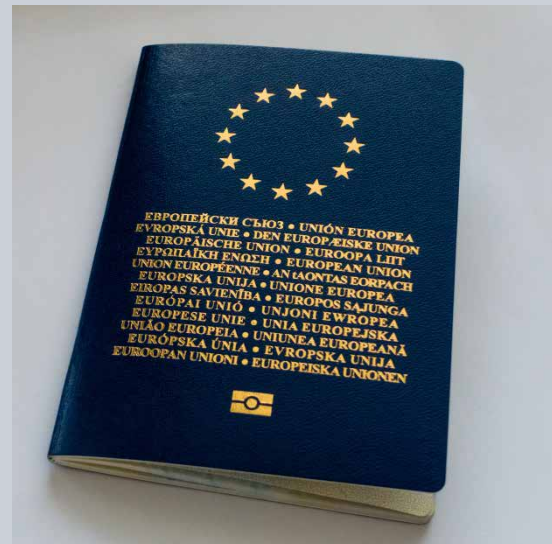 ЕВРОПЕЙСКИ СЪЮЗ • UNIÓN EUROPEA
EVROPSKÁ UNIE • DEN EUROPÆISKE UNION
EUROPÄISCHE UNION • EUROOPA LIIT
ΕΥΡΩΠΑΪΚΗ ΕΝΩΣΗ • EUROPEAN UNION
UNION EUROPÉENNE • AN tAONTAS EORPACH
EUROPSKA UNIJA • UNIONE EUROPEA
EIROPAS SAVIENĪBA • EUROPOS SĄJUNGA
EURÓPAI UNIÓ • UNJONI EWROPEA
EUROPESE UNIE • UNIA EUROPEJSKA
UNIÃO EUROPEIA • UNIUNEA EUROPEANĂ
EURÓPSKA ÚNIA • EVROPSKA UNIJA
EUROOPAN UNIONI • EUROPEISKA UNIONEN